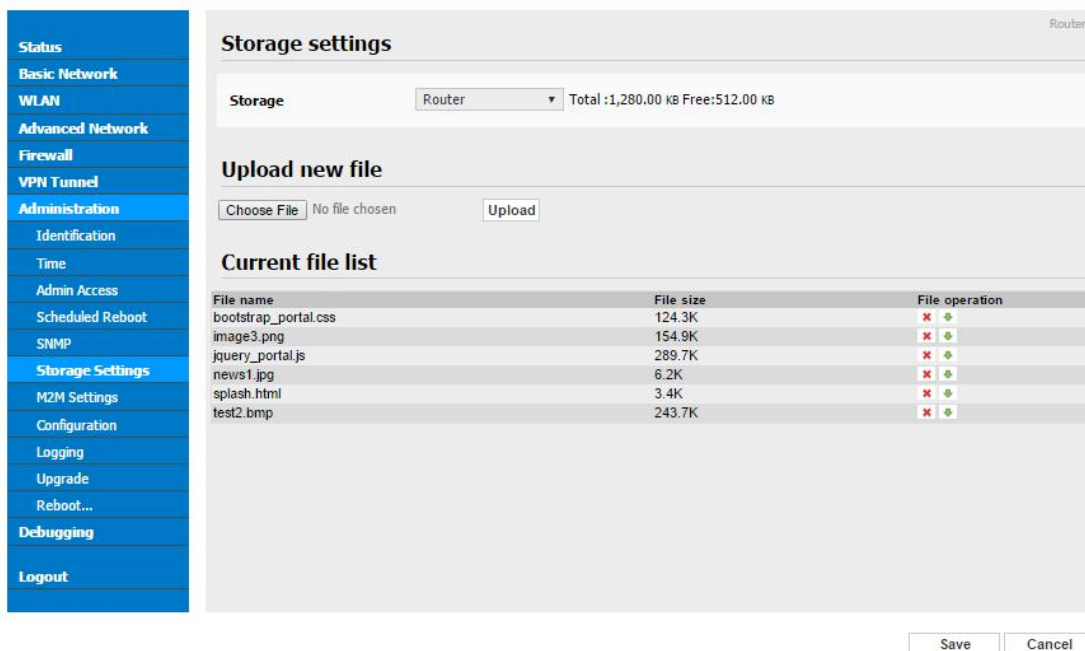 Router
Status
Basic Network
WLAN
Advanced Network
Firewall
VPN Tunnel
Administration
Identification
Time
Admin Access
Scheduled Reboot
SNMP
Storage Settings
M2M Settings
Configuration
Logging
Upgrade
Reboot...
Debugging
Logout
Storage settings
Storage Router Total :1,280.00 KB Free:512.00 KB
Upload new file
Choose File No file chosen Upload
Current file list
File name File size File operation
bootstrap_portal.css 124.3K
image3.png 154.9K
jquery_portal.js 289.7K
news1.jpg 6.2K
splash.html 3.4K
test2.bmp 243.7K
Save Cancel